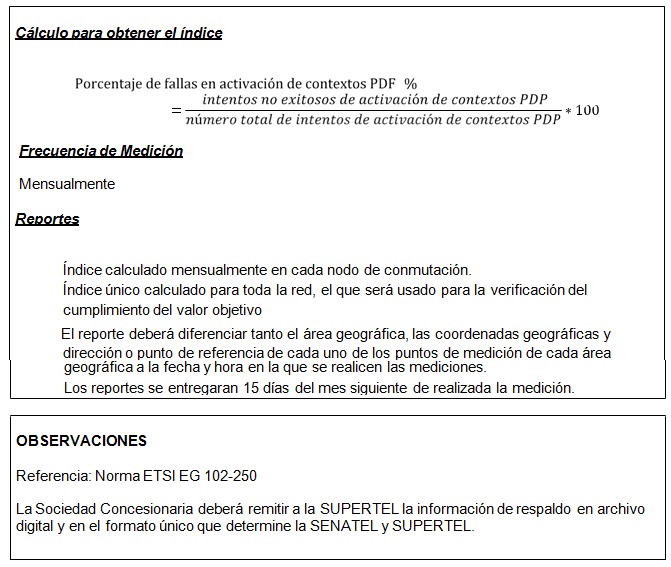 Cálculo para obtener el índice
Porcentaje de fallas en activación de contextos PDF %
= intentos no exitosos de activación de contextos PDP / número total de intentos de activación de contextos PDP * 100
Frecuencia de Medición
Mensualmente
Reportes
Índice calculado mensualmente en cada nodo de conmutación.
Índice único calculado para toda la red, el que será usado para la verificación del
cumplimiento del valor objetivo
El reporte deberá diferenciar tanto el área geográfica, las coordenadas geográficas y
dirección o punto de referencia de cada uno de los puntos de medición de cada área
geográfica a la fecha y hora en la que se realicen las mediciones.
Los reportes se entregaran 15 días del mes siguiente de realizada la medición.
OBSERVACIONES
Referencia: Norma ETSI EG 102-250
La Sociedad Concesionaria deberá remitir a la SUPERTEL la información de respaldo en archivo
digital y en el formato único que determine la SENATEL y SUPERTEL.